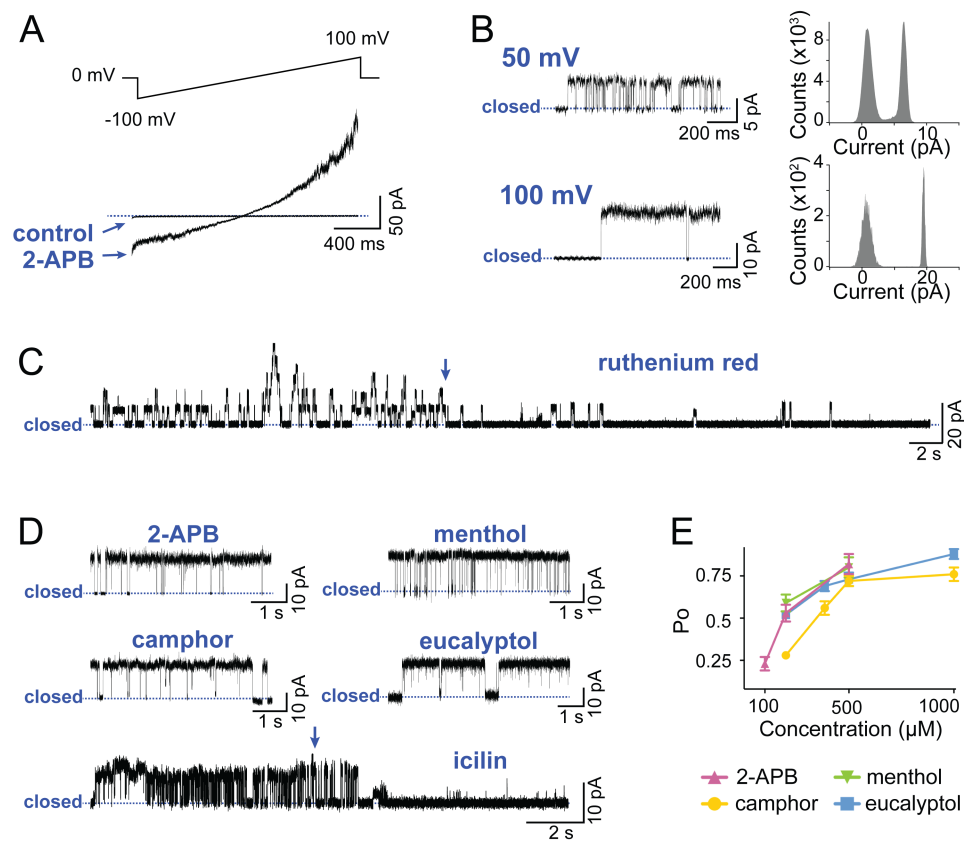 A
100 mV
0 mV
-100 mV
control
2-APB
50 pA
400 ms
B
50 mV
closed
5 pA
200 ms
Counts (x10³)
8
4
0
0
10
Current (pA)
100 mV
closed
10 pA
200 ms
Counts (x10²)
4
2
0
0
20
Current (pA)
C
ruthenium red
closed
20 pA
2 s
D
2-APB
closed
10 pA
1 s
menthol
closed
10 pA
1 s
camphor
closed
10 pA
1 s
eucalyptol
closed
10 pA
1 s
icilin
closed
10 pA
2 s
E
Po
0.75
0.5
0.25
100
500
1000
Concentration (µM)
2-APB
menthol
camphor
eucalyptol